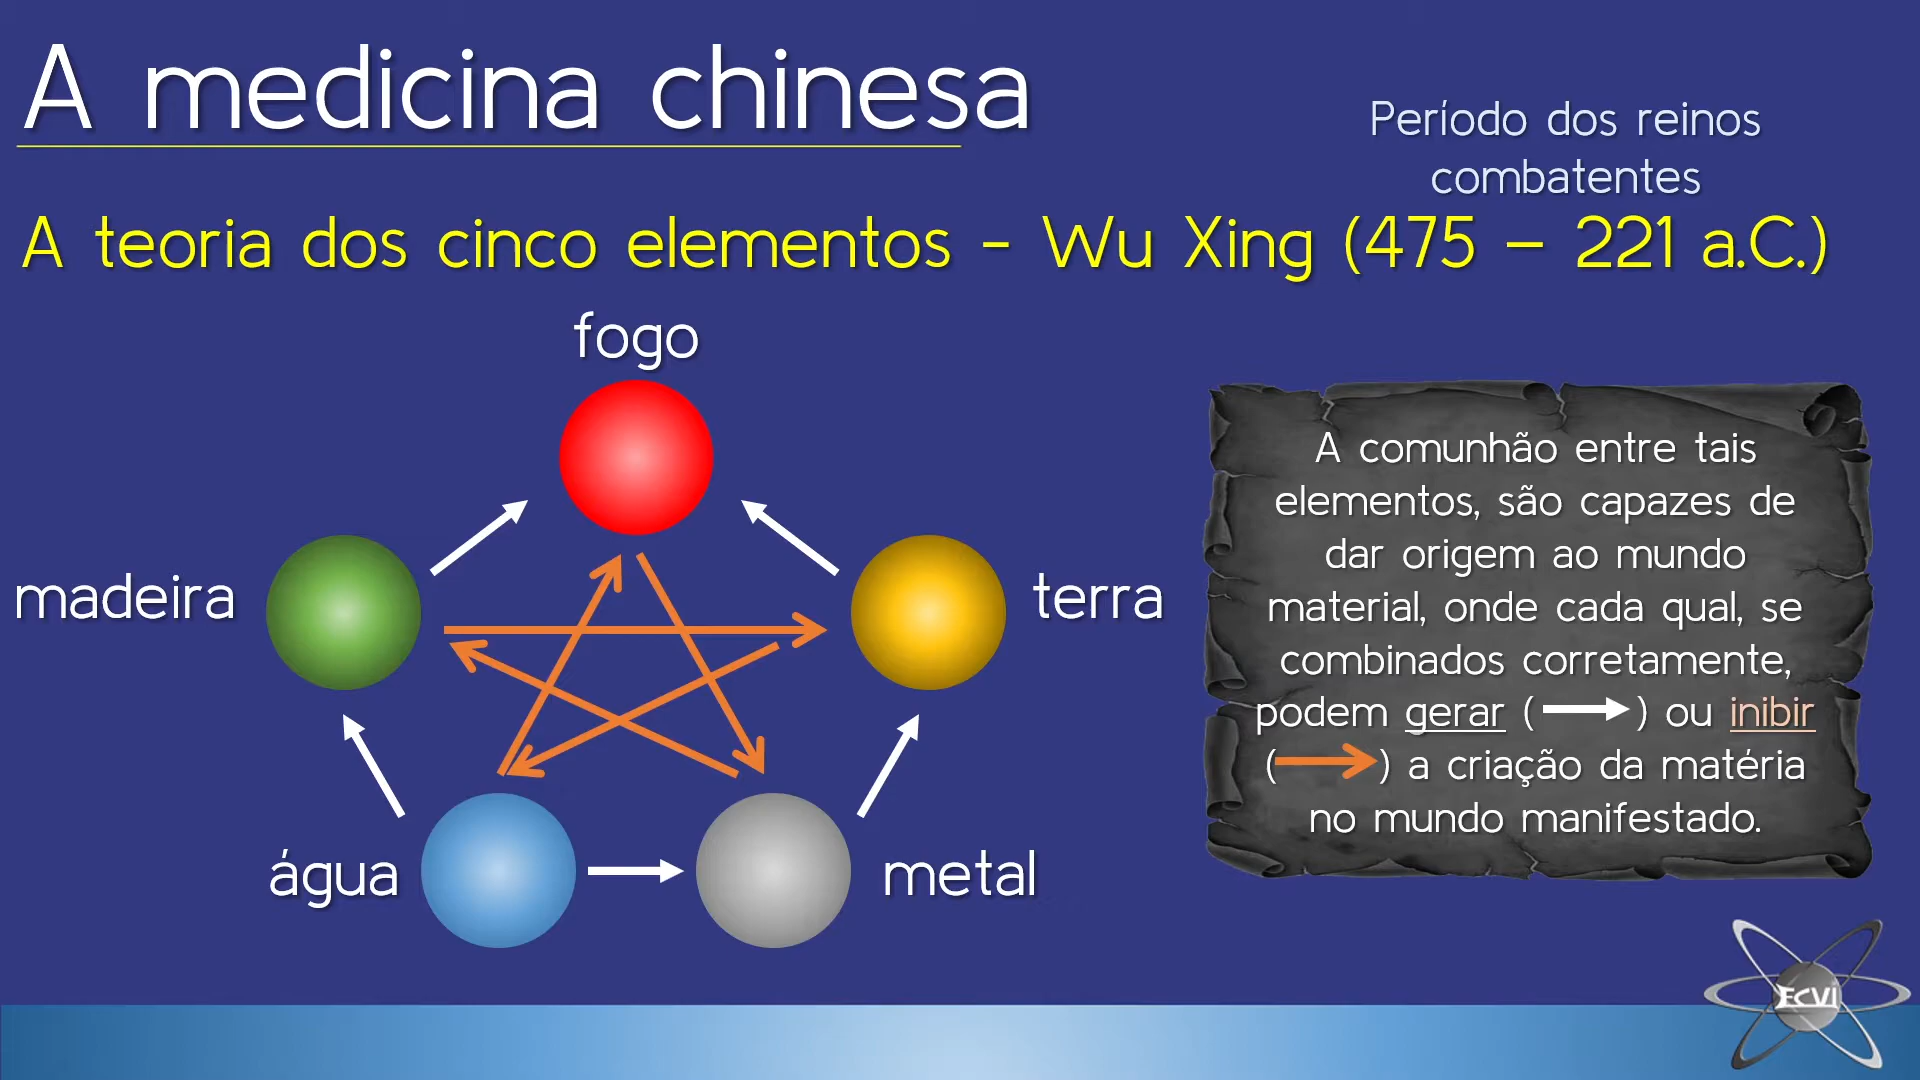 A medicina chinesa
Período dos reinos
combatentes
A teoria dos cinco elementos - Wu Xing (475 – 221 a.C.)
fogo
madeira
terra
água
metal
A comunhão entre tais
elementos, são capazes de
dar origem ao mundo
material, onde cada qual, se
combinados corretamente,
podem gerar ( ) ou inibir
( ) a criação da matéria
no mundo manifestado.
ECVI